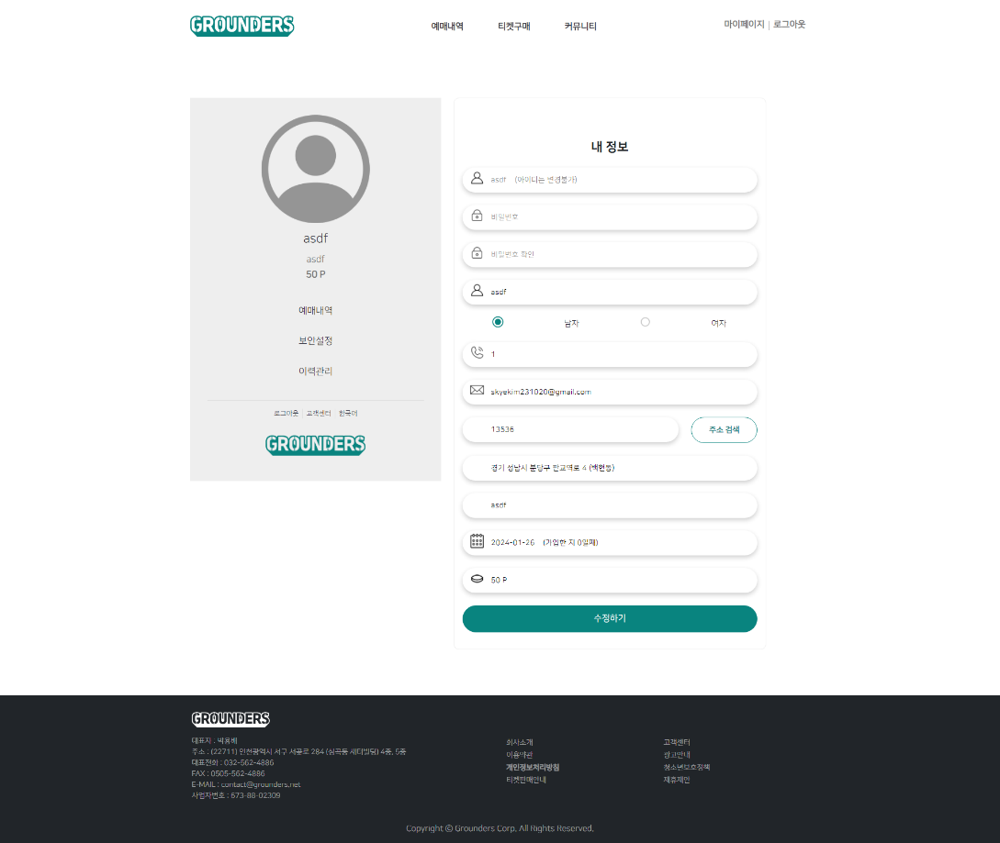 GROUNDERS
예매내역 티켓구매 커뮤니티
마이페이지 | 로그아웃
asdf
asdf
50 P
예매내역
보안설정
이력관리
로그아웃 고객센터 한국어
GROUNDERS
내 정보
asdf (아이디는 변경불가)
비밀번호
비밀번호 확인
asdf
남자 여자
1
skyekim231020@gmail.com
13536 주소 검색
경기 성남시 분당구 판교역로 4 (백현동)
asdf
2024-01-26 (가입한 지 0일째)
50 P
수정하기
GROUNDERS
대표자 : 박용배
주소 : (22711) 인천광역시 서구 서곶로 284 (심곡동 새터빌딩) 4층, 5층
대표전화 : 032-562-4886
FAX : 0505-562-4886
E-MAIL : contact@grounders.net
사업자번호 : 673-88-02309
회사소개
이용약관
개인정보처리방침
티켓판매안내
고객센터
광고안내
청소년보호정책
제휴제안
Copyright ⓒ Grounders Corp. All Rights Reserved.